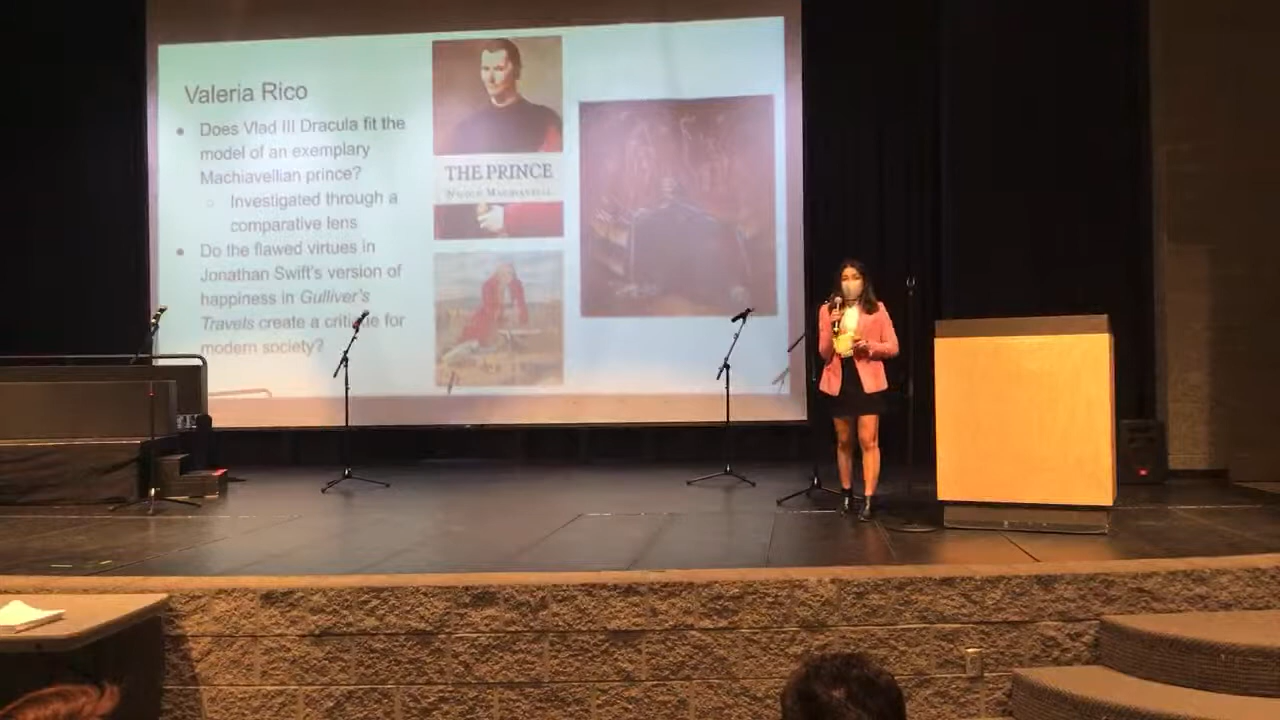 Valeria Rico
Does Vlad III Dracula fit the
model of an exemplary
Machiavellian prince?
Investigated through a
comparative lens
Do the flawed virtues in
Jonathan Swift's version of
happiness in Gulliver's
Travels create a critique for
modern society?
THE PRINCE